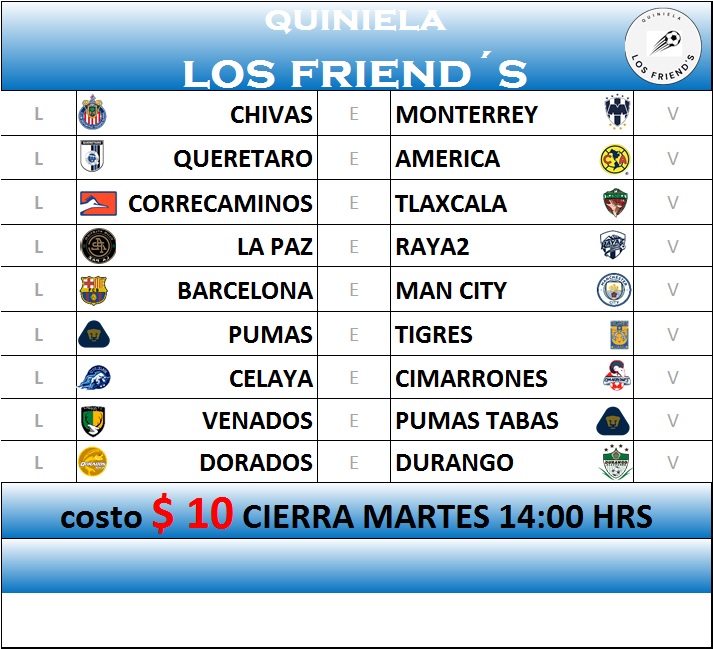 QUINIELA
LOS FRIEND´S
QUINIELA
LOS FRIEND'S
L CHIVAS E MONTERREY V
L QUERETARO E AMERICA V
L CORRECAMINOS E TLAXCALA V
L LA PAZ E RAYA2 V
L BARCELONA E MAN CITY V
L PUMAS E TIGRES V
L CELAYA E CIMARRONES V
L VENADOS E PUMAS TABAS V
L DORADOS E DURANGO V
costo $ 10 CIERRA MARTES 14:00 HRS